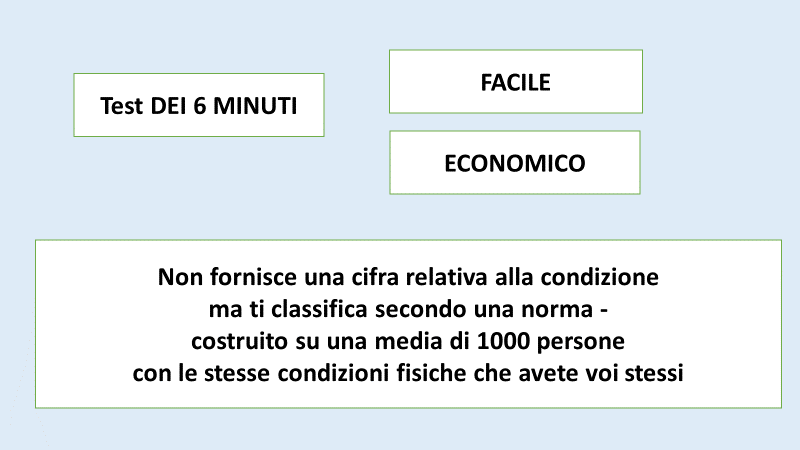 Test DEI 6 MINUTI
FACILE
ECONOMICO
Non fornisce una cifra relativa alla condizione
ma ti classifica secondo una norma -
costruito su una media di 1000 persone
con le stesse condizioni fisiche che avete voi stessi